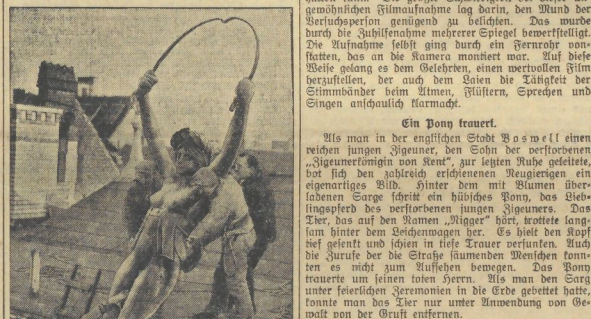 gewöhnlichen Filmaufnahme lag darin, den Mund der
Versuchsperson genügend zu belichten. Das wurde
durch die Zuhilfenahme mehrerer Spiegel bewerkstelligt.
Die Aufnahme selbst ging durch ein Fernrohr von-
statten, das an die Kamera montiert war. Auf diese
Weise gelang es dem Gelehrten, einen wertvollen Film
herzustellen, der auch dem Laien die Tätigkeit der
Stimmbänder beim Atmen, Flüstern, Sprechen und
Singen anschaulich klarmacht.
Ein Pony trauert.
Als man in der englischen Stadt Boswell einen
reichen jungen Zigeuner, den Sohn der verstorbenen
„Zigeunerkönigin von Kent", zur letzten Ruhe geleitete,
bot sich den zahlreich erschienenen Neugierigen ein
eigenartiges Bild. Hinter dem mit Blumen über-
ladenen Sarge schritt ein hübsches Pony, das Lieb-
lingspferd des verstorbenen jungen Zigeuners. Das
Tier, das auf den Namen „Nigger" hört, trottete lang-
sam hinter dem Leichenwagen her. Es hielt den Kopf
tief gesenkt und schien in tiefe Trauer versunken. Auch
die Zurufe der die Straße säumenden Menschen konn-
ten es nicht zum Aufsehen bewegen. Das Pony
trauerte um seinen toten Herrn. Als man den Sarg
unter feierlichen Zeremonien in die Erde gebettet hatte,
konnte man das Tier nur unter Anwendung von Ge-
walt von der Gruft entfernen.